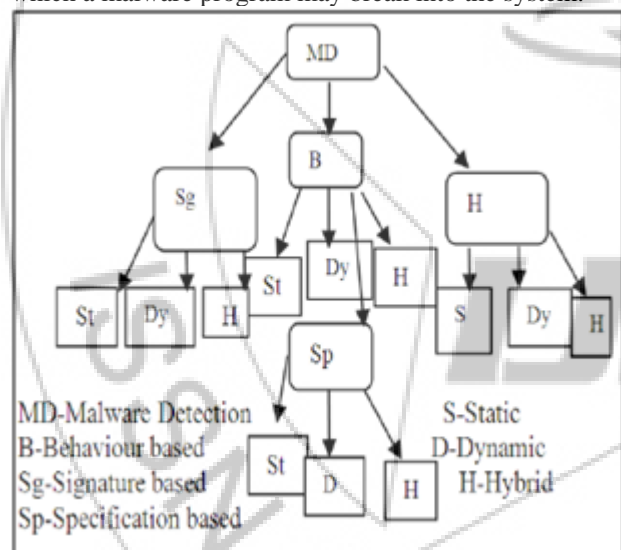 which a malware program may break into the system.
MD
B
Sg
H
St
Dy
H
St
Dy
H
S
Dy
H
Sp
St
D
H
MD-Malware Detection
S-Static
B-Behaviour based
D-Dynamic
Sg-Signature based
H-Hybrid
Sp-Specification based
ISSN